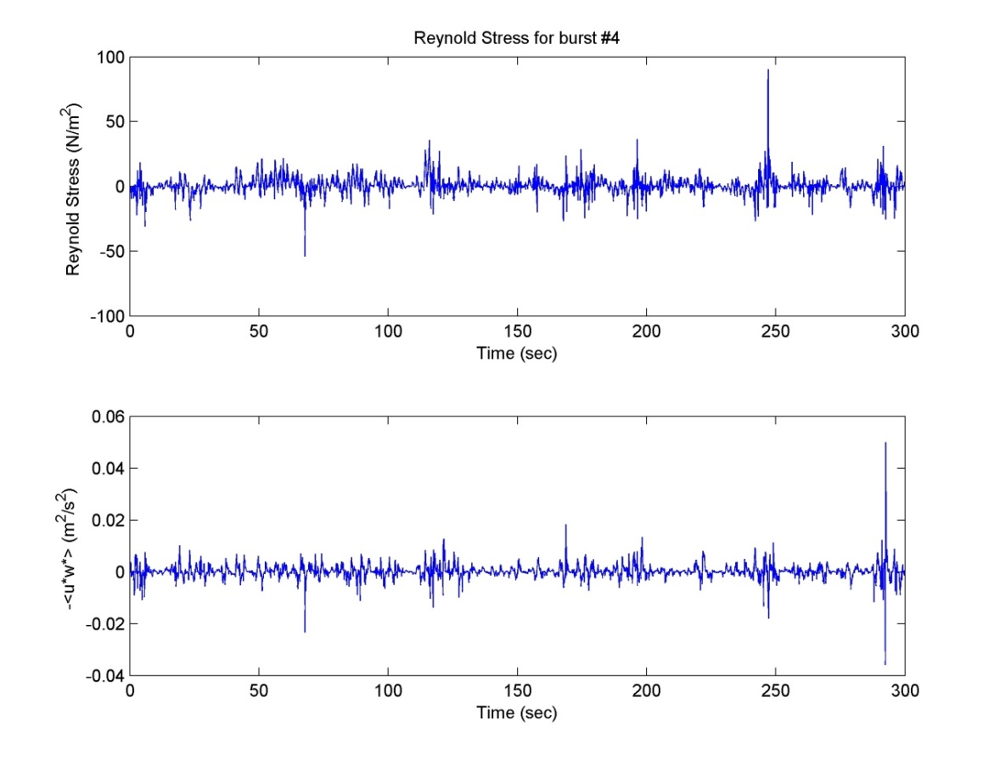 Reynold Stress for burst #4
100
50
0
-50
-100
Reynold Stress (N/m²)
0 50 100 150 200 250 300
Time (sec)
0.06
0.04
0.02
0
-0.02
-0.04
-<u*w*> (m²/s²)
0 50 100 150 200 250 300
Time (sec)